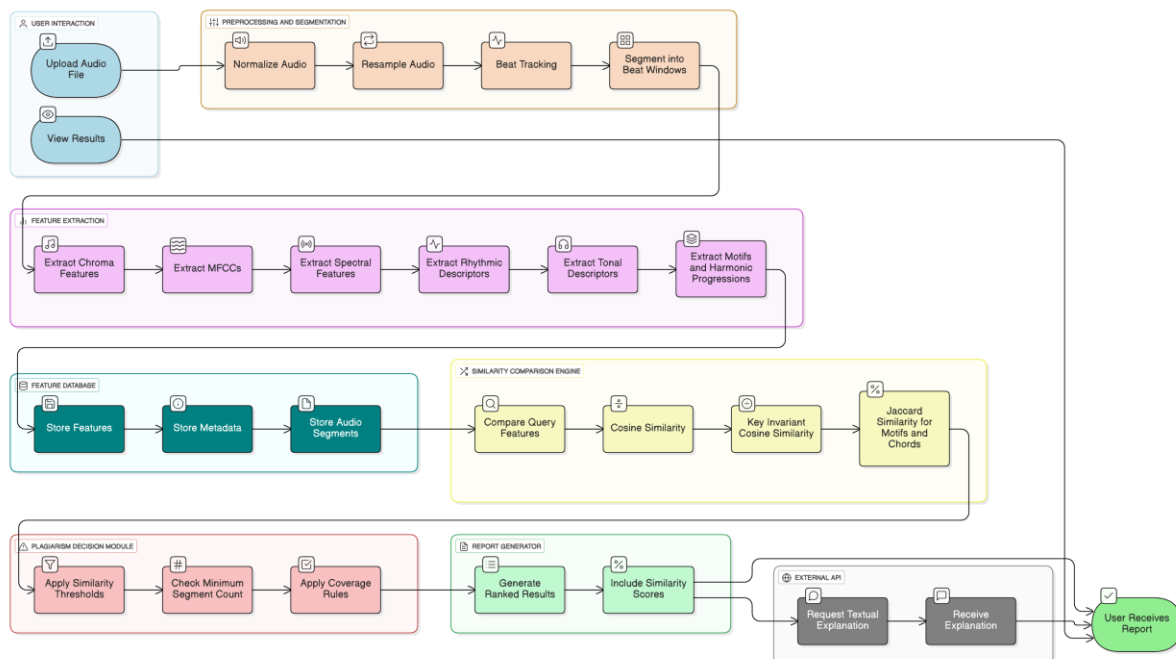 USER INTERACTION
Upload Audio
File
View Results
PREPROCESSING AND SEGMENTATION
Normalize Audio
Resample Audio
Beat Tracking
Segment into
Beat Windows
FEATURE EXTRACTION
Extract Chroma
Features
Extract MFCCs
Extract Spectral
Features
Extract Rhythmic
Descriptors
Extract Tonal
Descriptors
Extract Motifs
and Harmonic
Progressions
FEATURE DATABASE
Store Features
Store Metadata
Store Audio
Segments
SIMILARITY COMPARISON ENGINE
Compare Query
Features
Cosine Similarity
Key Invariant
Cosine Similarity
Jaccard
Similarity for
Motifs and
Chords
PLAGIARISM DECISION MODULE
Apply Similarity
Thresholds
Check Minimum
Segment Count
Apply Coverage
Rules
REPORT GENERATOR
Generate
Ranked Results
Include Similarity
Scores
EXTERNAL API
Request Textual
Explanation
Receive
Explanation
User Receives
Report